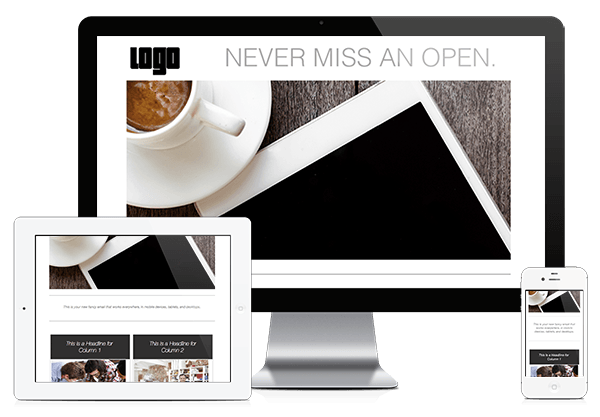 LOGO
NEVER MISS AN OPEN.
This is your new fancy email that
works everywhere, in mobile
devices, tablets, and desktops.
This is a Headline for
Column 1
This is a Headline for
Column 2
This is your new fancy email that
works everywhere, in mobile
devices, tablets, and desktops.
This is a Headline for
Column 1